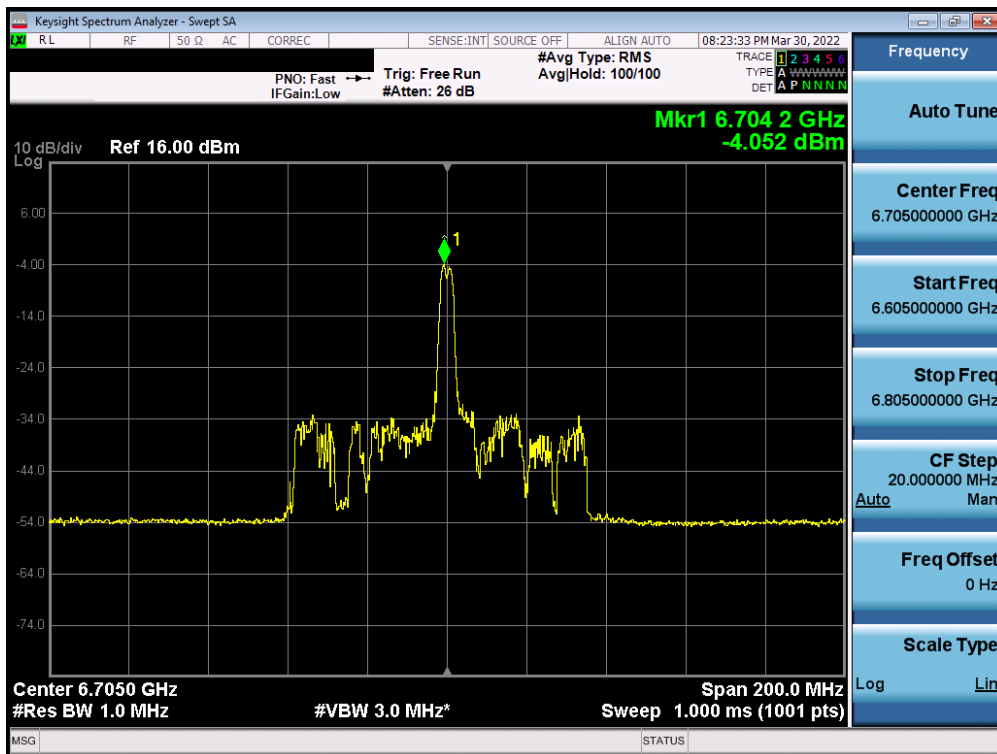 Keysight Spectrum Analyzer - Swept SA
LXI RL RF 50 Ω AC CORREC SENSE:INT SOURCE OFF ALIGN AUTO 08:23:33 PM Mar 30, 2022
PNO: Fast
IFGain:Low
Trig: Free Run
#Atten: 26 dB
#Avg Type: RMS
Avg|Hold: 100/100
TRACE 1 2 3 4 5 6
TYPE A WWWWW
DET A P N N N N
Mkr1 6.704 2 GHz
-4.052 dBm
10 dB/div Ref 16.00 dBm
Log
1
6.00
-4.00
-14.0
-24.0
-34.0
-44.0
-54.0
-64.0
-74.0
Center 6.7050 GHz Span 200.0 MHz
#Res BW 1.0 MHz #VBW 3.0 MHz* Sweep 1.000 ms (1001 pts)
MSG STATUS
Frequency
Auto Tune
Center Freq
6.705000000 GHz
Start Freq
6.605000000 GHz
Stop Freq
6.805000000 GHz
CF Step
20.000000 MHz
Auto Man
Freq Offset
0 Hz
Scale Type
Log Lin